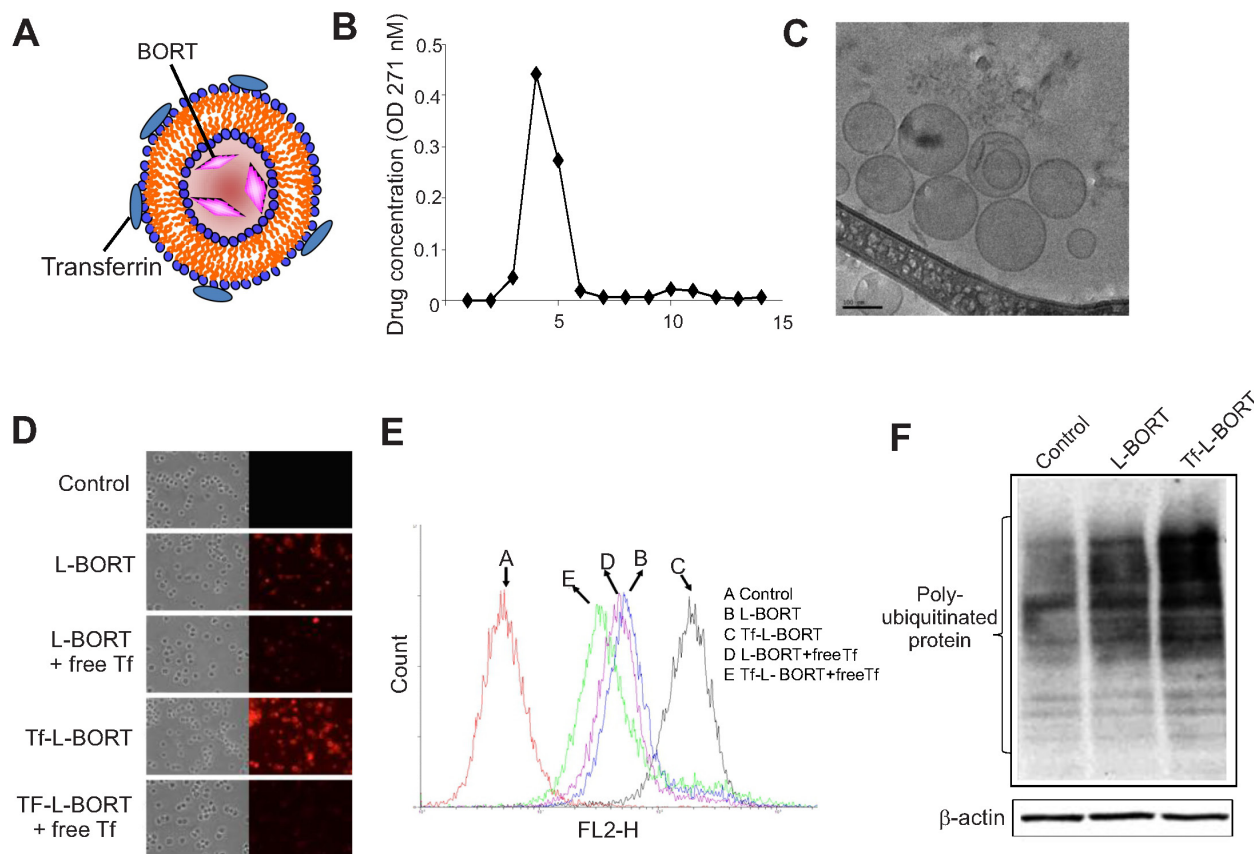 A
BORT
Transferrin
B
Drug concentration (OD 271 nM)
0.5
0.4
0.3
0.2
0.1
0
5
10
15
C
D
Control
L-BORT
L-BORT
+ free Tf
Tf-L-BORT
TF-L-BORT
+ free Tf
E
A
E
D
B
C
A Control
B L-BORT
C Tf-L-BORT
D L-BORT+freeTf
E Tf-L- BORT+freeTf
Count
FL2-H
F
Control
L-BORT
Tf-L-BORT
Poly-
ubiquitinated
protein
β-actin